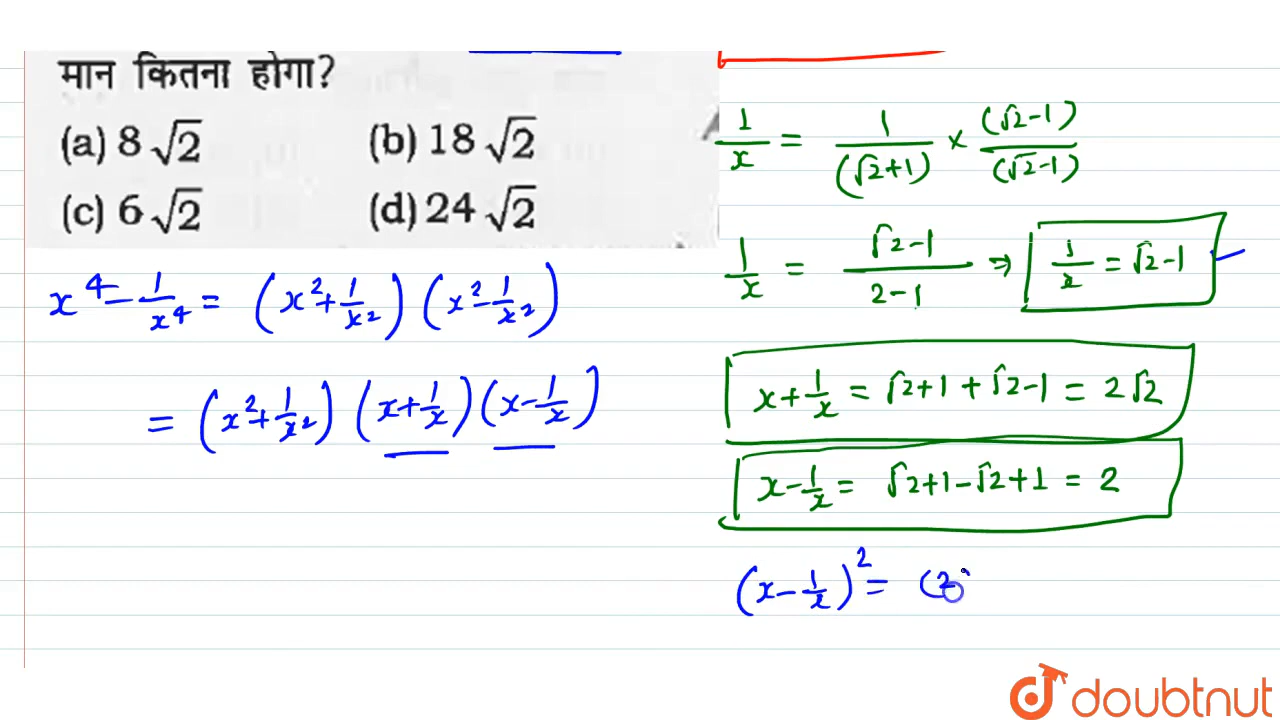 मान कितना होगा?
(a) 8 √2 (b) 18 √2
(c) 6 √2 (d) 24 √2
x⁴ - 1/x⁴ = (x² + 1/x²) (x² - 1/x²)
= (x² + 1/x²) (x + 1/x) (x - 1/x)
1/x = 1/(√2+1) × (√2-1)/(√2-1)
1/x = √2-1/2-1 ⇒ 1/x = √2-1
x + 1/x = √2+1+√2-1 = 2√2
x - 1/x = √2+1-√2+1 = 2
(x - 1/x)² = (2)
doubtnut